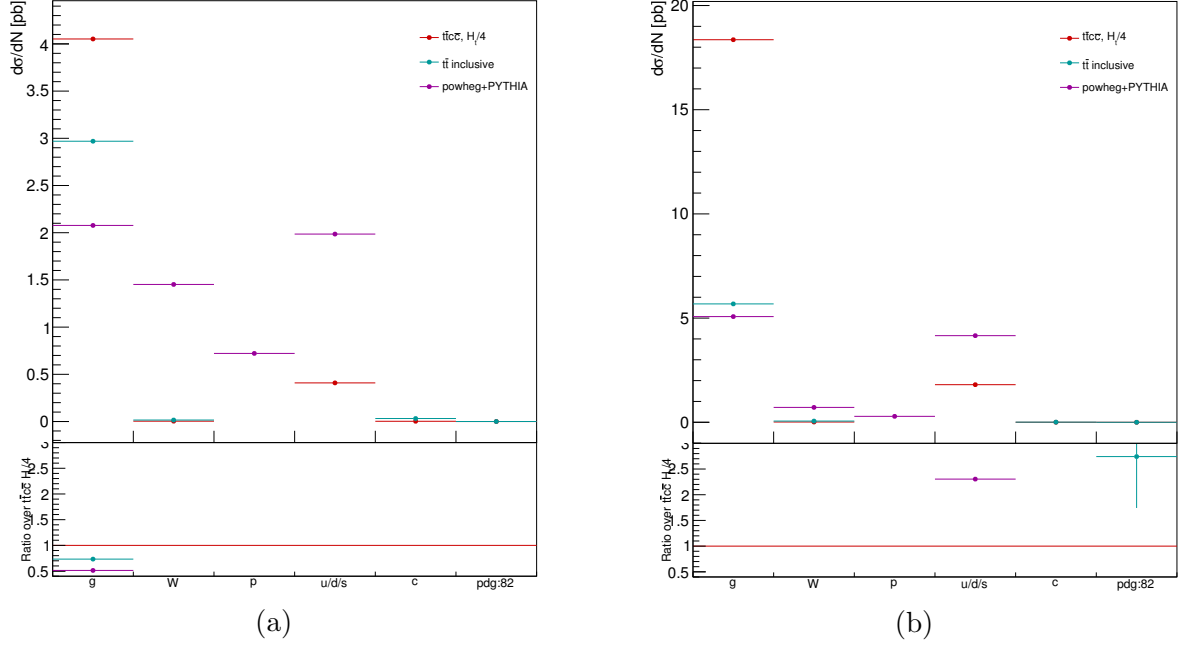 dσ/dN [pb]
4
3.5
3
2.5
2
1.5
1
0.5
0
tt̄cc̄, H_t/4
tt̄ inclusive
powheg+PYTHIA
Ratio over tt̄cc̄ H_t/4
3
2.5
2
1.5
1
0.5
g W p u/d/s c pdg:82
(a)
dσ/dN [pb]
20
15
10
5
0
tt̄cc̄, H_t/4
tt̄ inclusive
powheg+PYTHIA
Ratio over tt̄cc̄ H_t/4
3
2.5
2
1.5
1
0.5
g W p u/d/s c pdg:82
(b)